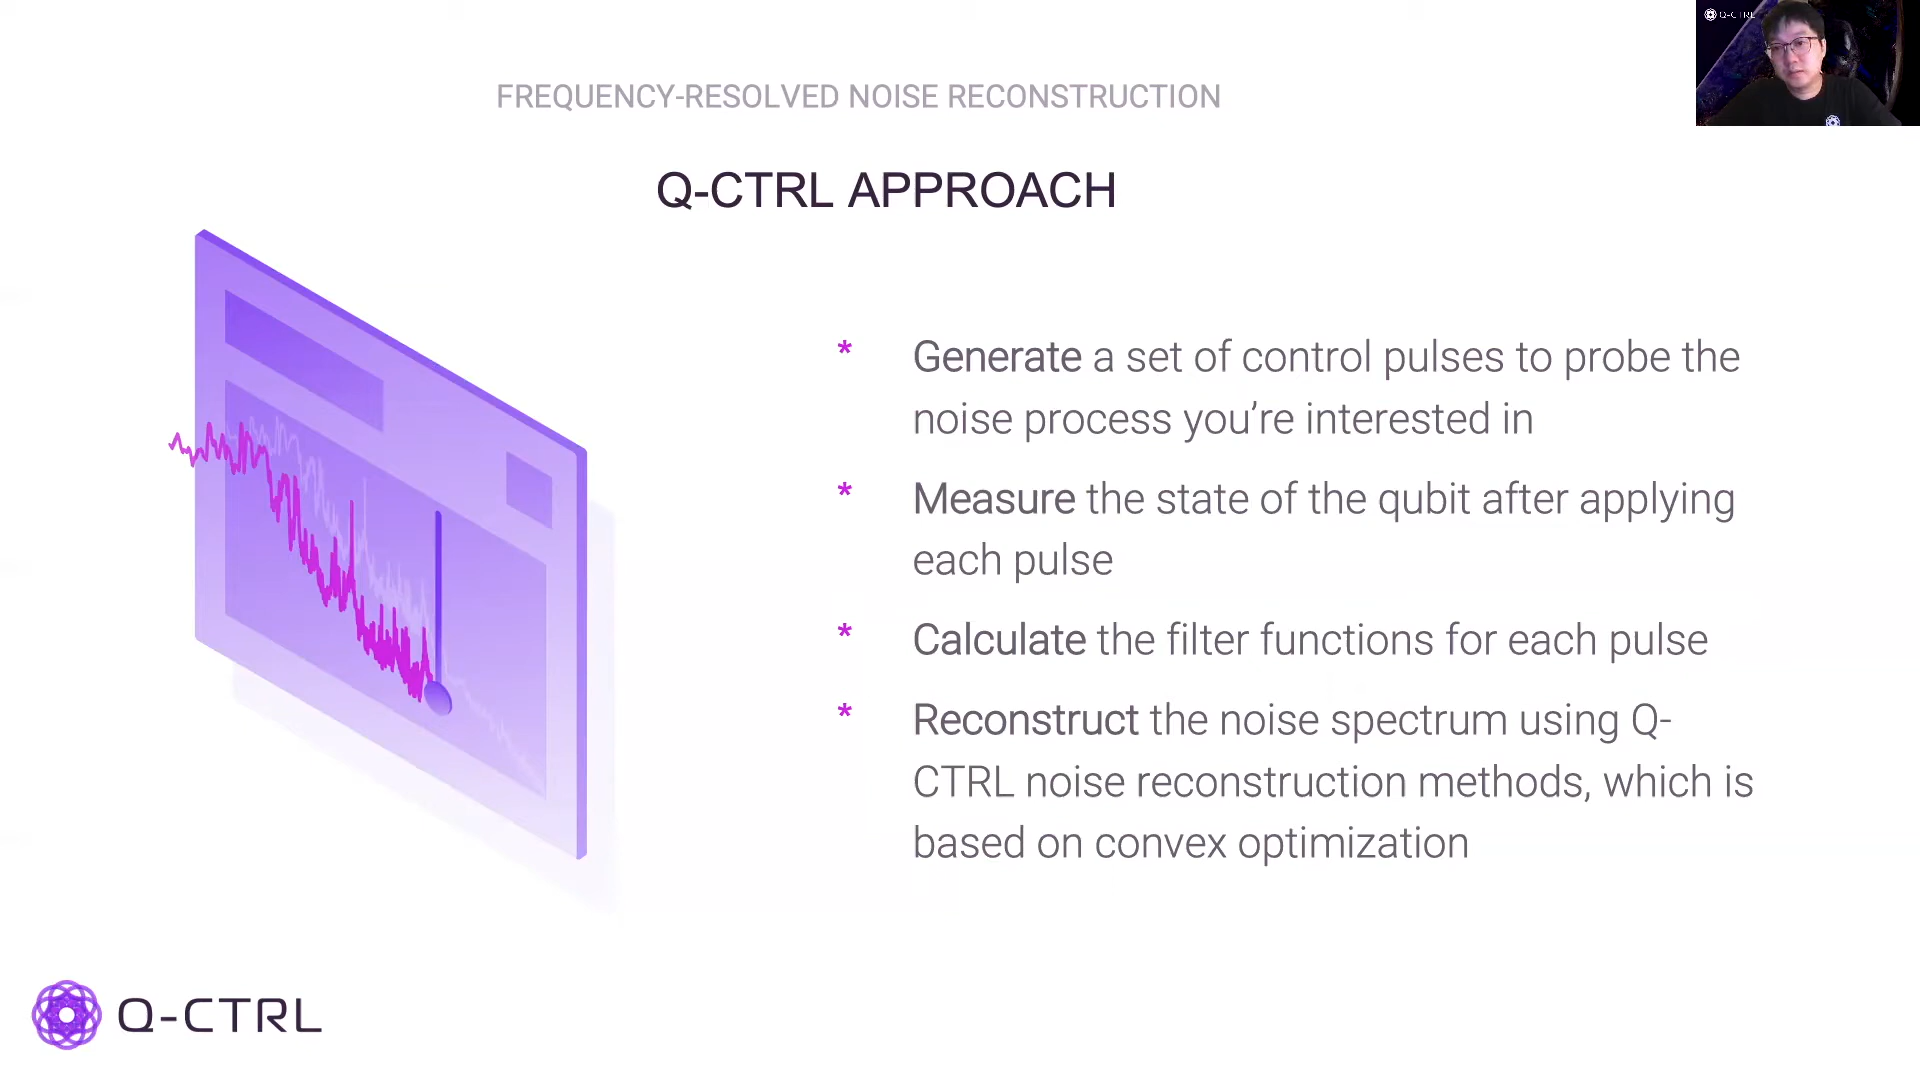 Q-CTRL
FREQUENCY-RESOLVED NOISE RECONSTRUCTION
Q-CTRL APPROACH
* Generate a set of control pulses to probe the
noise process you’re interested in
* Measure the state of the qubit after applying
each pulse
* Calculate the filter functions for each pulse
* Reconstruct the noise spectrum using Q-
CTRL noise reconstruction methods, which is
based on convex optimization
Q-CTRL